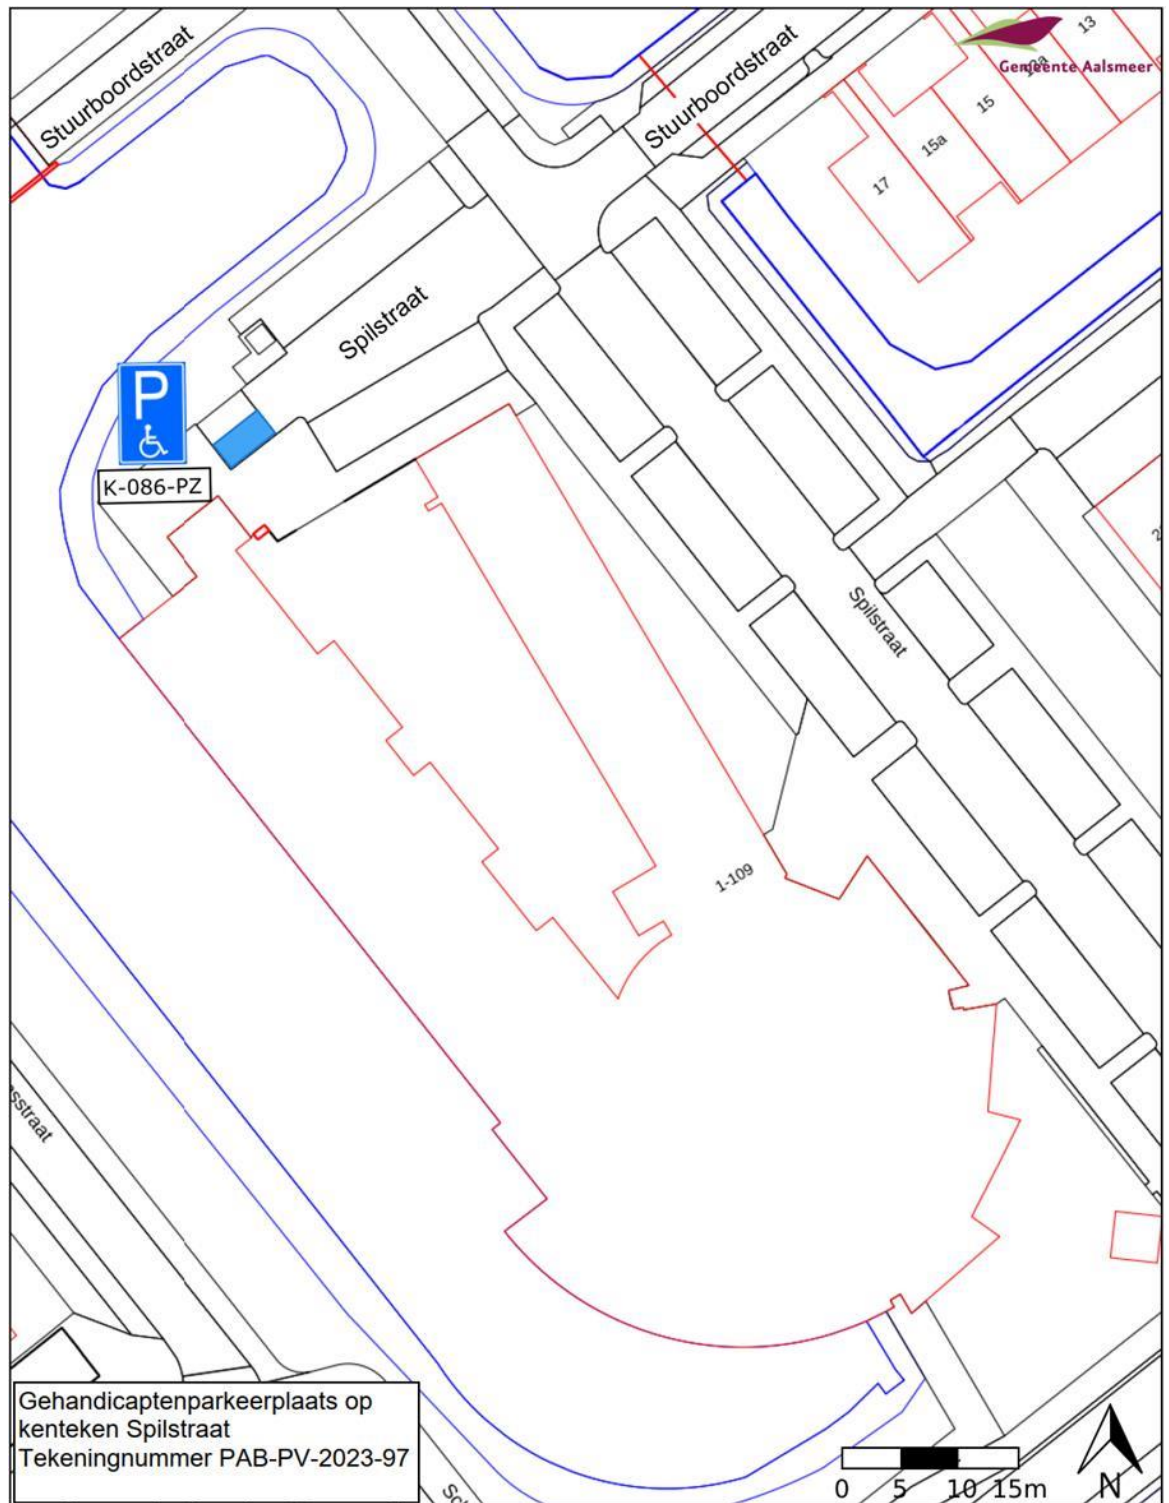 Stuurboordstraat
Stuurboordstraat
13
Gemeente Aalsmeer
15
15a
17
Spilstraat
P
K-086-PZ
Spilstraat
1-109
Gehandicaptenparkeerplaats op
kenteken Spilstraat
Tekeningnummer PAB-PV-2023-97
0 5 10 15m
N